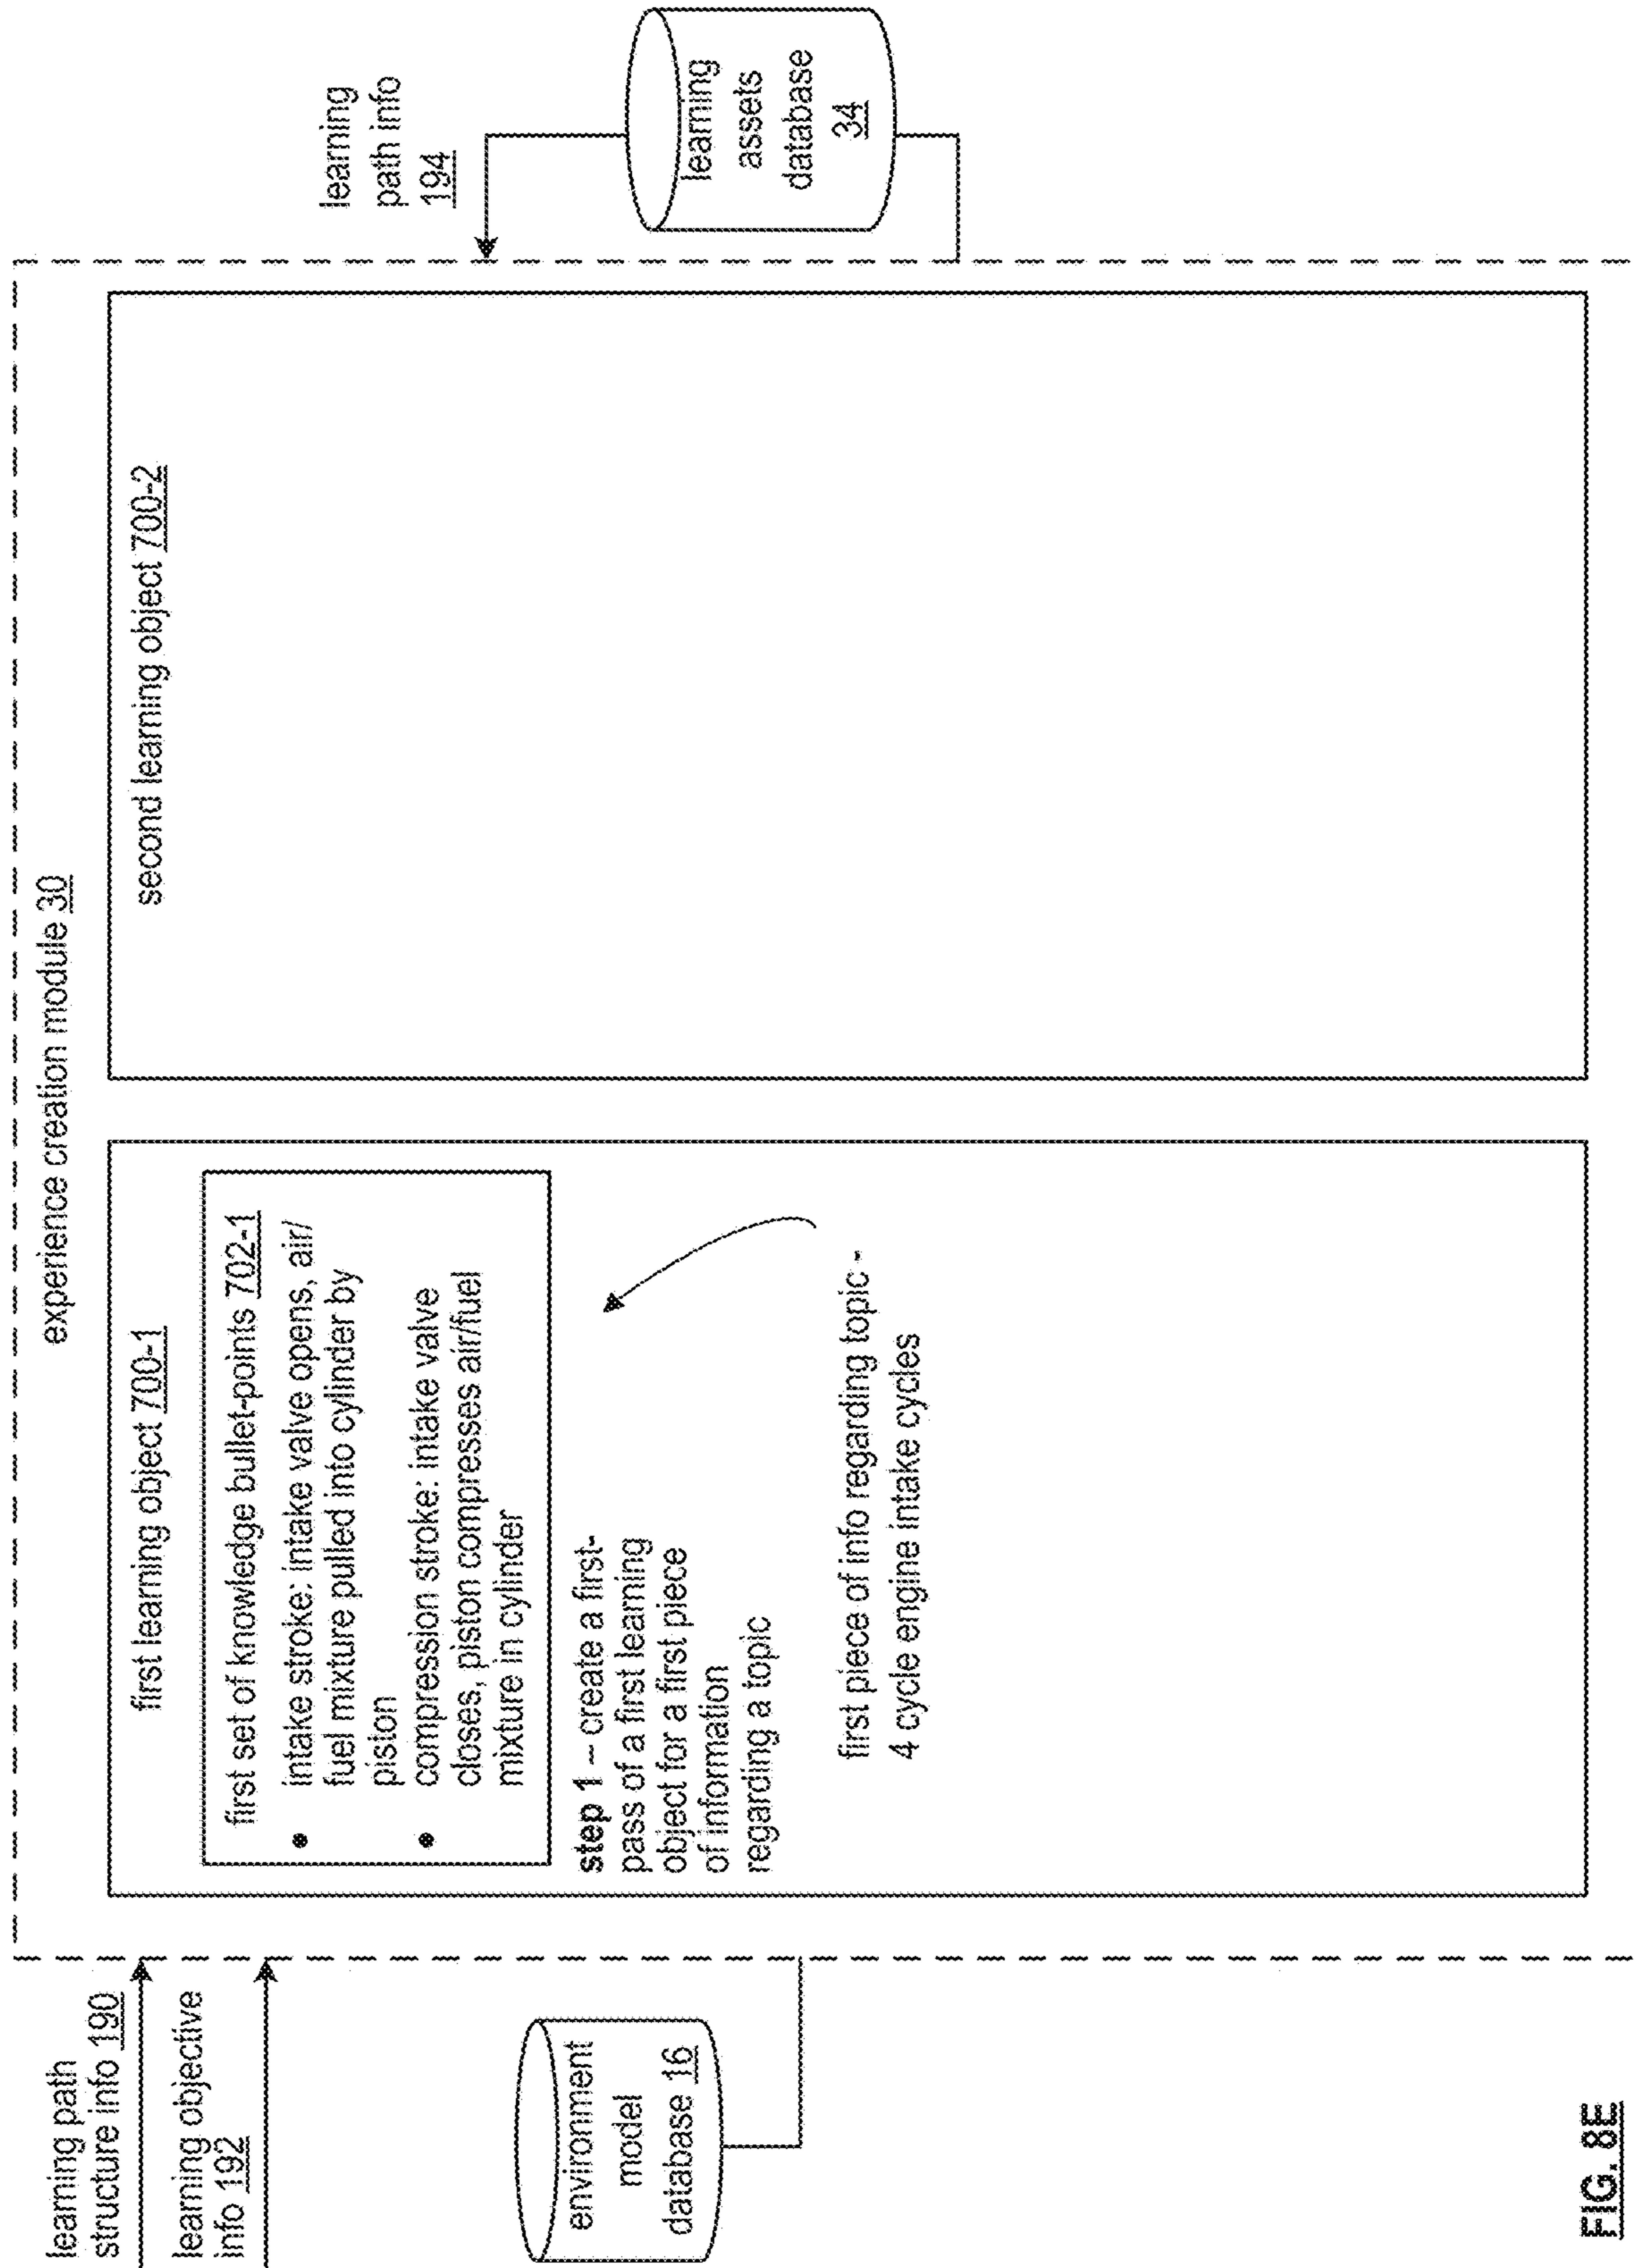 learning path
structure info 190
learning objective
info 192
environment
model
database 16
experience creation module 30
first learning object 700-1
first set of knowledge bullet-points 702-1
• intake stroke: intake valve opens, air/
fuel mixture pulled into cylinder by
piston
• compression stroke: intake valve
closes, piston compresses air/fuel
mixture in cylinder
step 1 – create a first-
pass of a first learning
object for a first piece
of information
regarding a topic
first piece of info regarding topic -
4 cycle engine intake cycles
second learning object 700-2
learning
path info
194
learning
assets
database
34
FIG. 8E